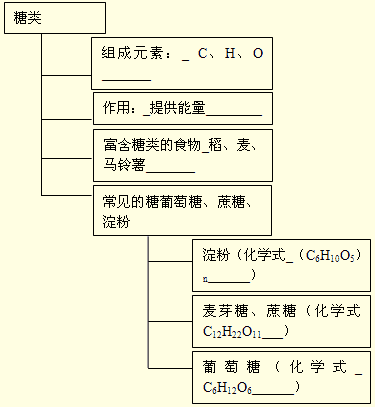 糖类
组成元素：_ C、H、O
________
作用：_提供能量________
富含糖类的食物_稻、麦、
马铃薯_______
常见的糖葡萄糖、蔗糖、
淀粉
淀粉（化学式_（C6H10O5）
n______）
麦芽糖、蔗糖（化学式
C12H22O11___）
葡萄糖（化学式_
C6H12O6______）